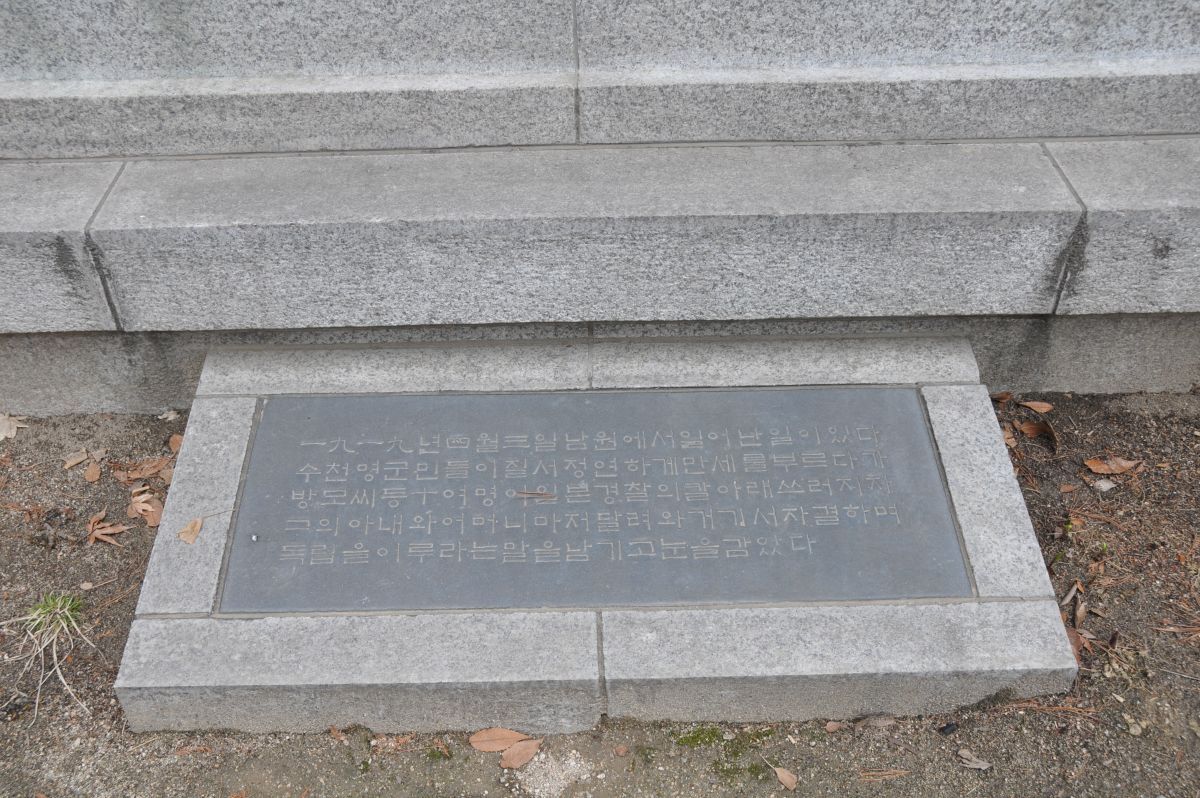 一九一九년四월三일남원에서일어난일이있다
수천명군민들이질서정연하게만세를부르다가
방모씨등十여명이일본경찰의칼아래쓰러지자
그의아내와어머니마저달려와거기서자결하며
독립을이루라는말을남기고눈을감았다